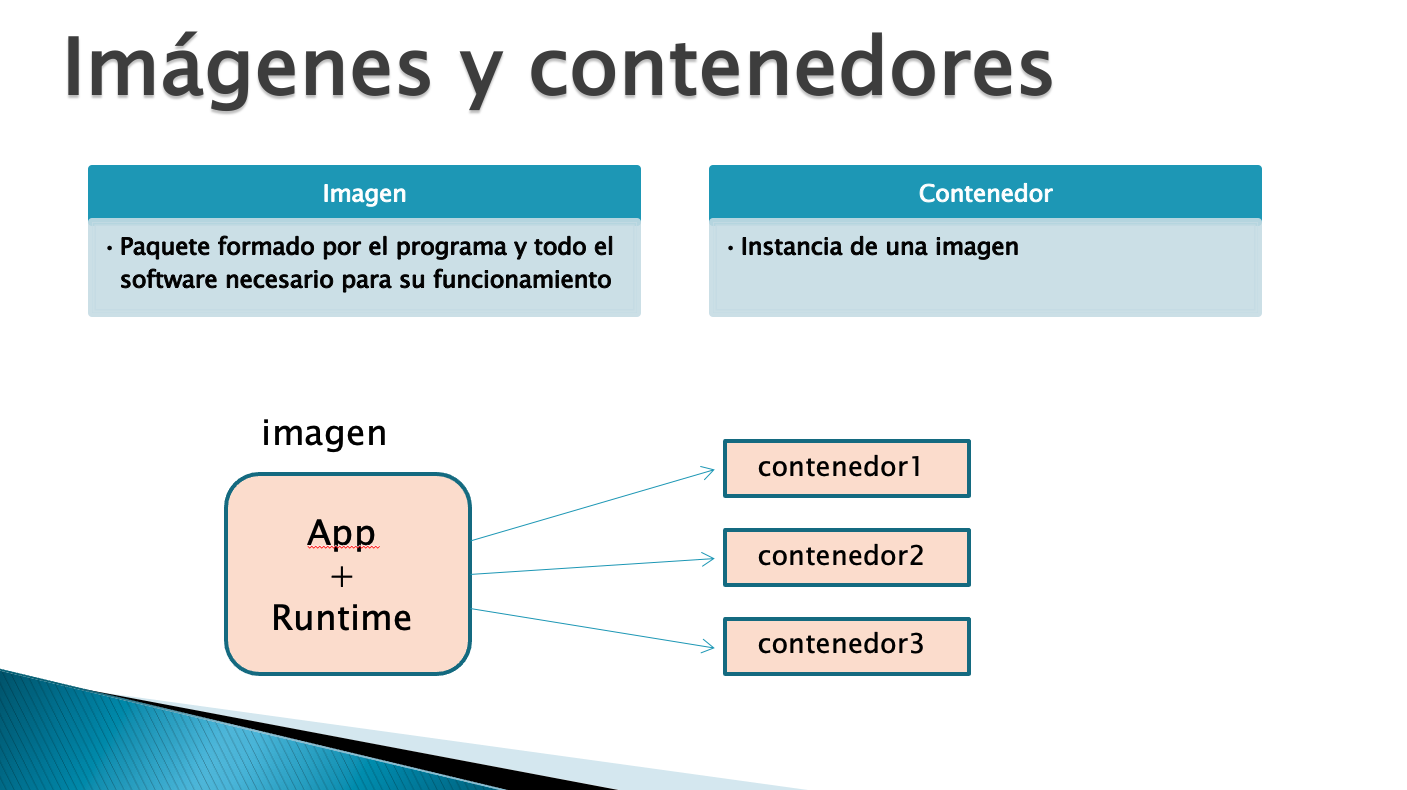 Imágenes y contenedores
Imagen
• Paquete formado por el programa y todo el
software necesario para su funcionamiento
Contenedor
• Instancia de una imagen
imagen
App
+
Runtime
contenedor1
contenedor2
contenedor3